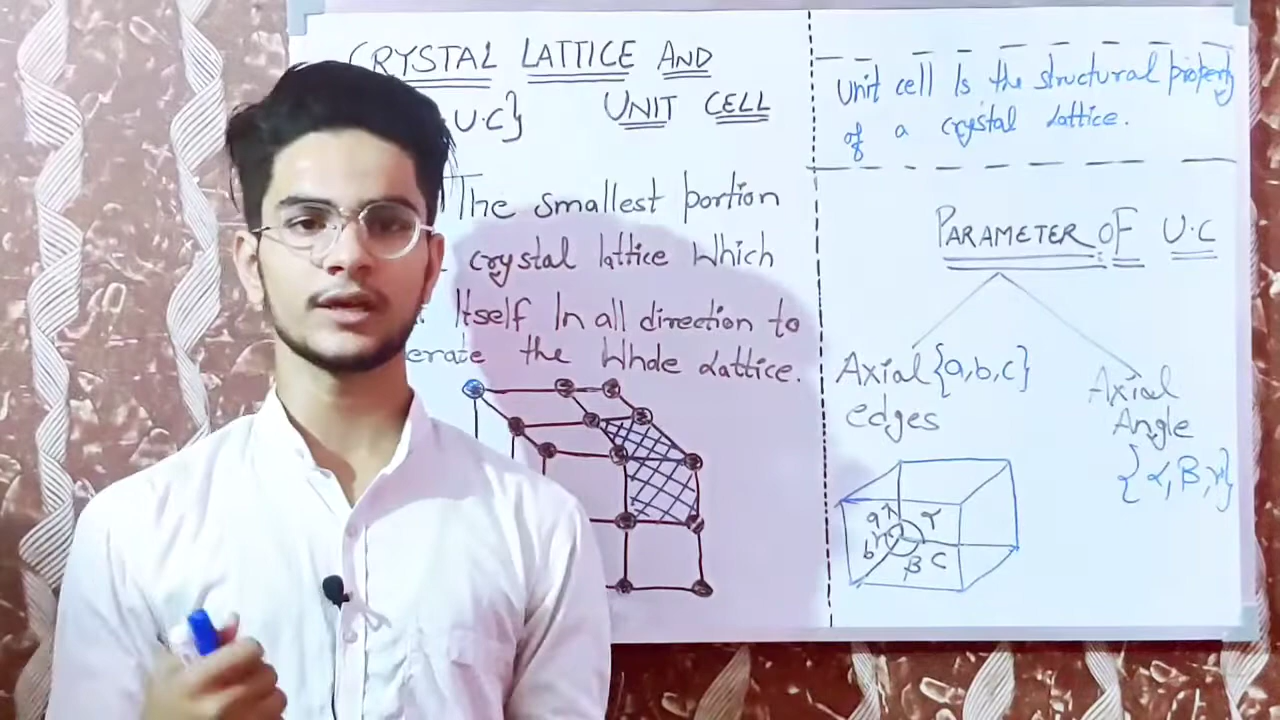 CRYSTAL LATTICE AND
U.C} UNIT CELL
The smallest portion
crystal lattice Which
Itself In all direction to
erate the Whole Lattice.
Unit cell Is the structural property
of a crystal Lattice.
PARAMETER OF U.C
Axial {a,b,c}
edges
Axial
Angle
{α,β,γ}
a γ
b
β C